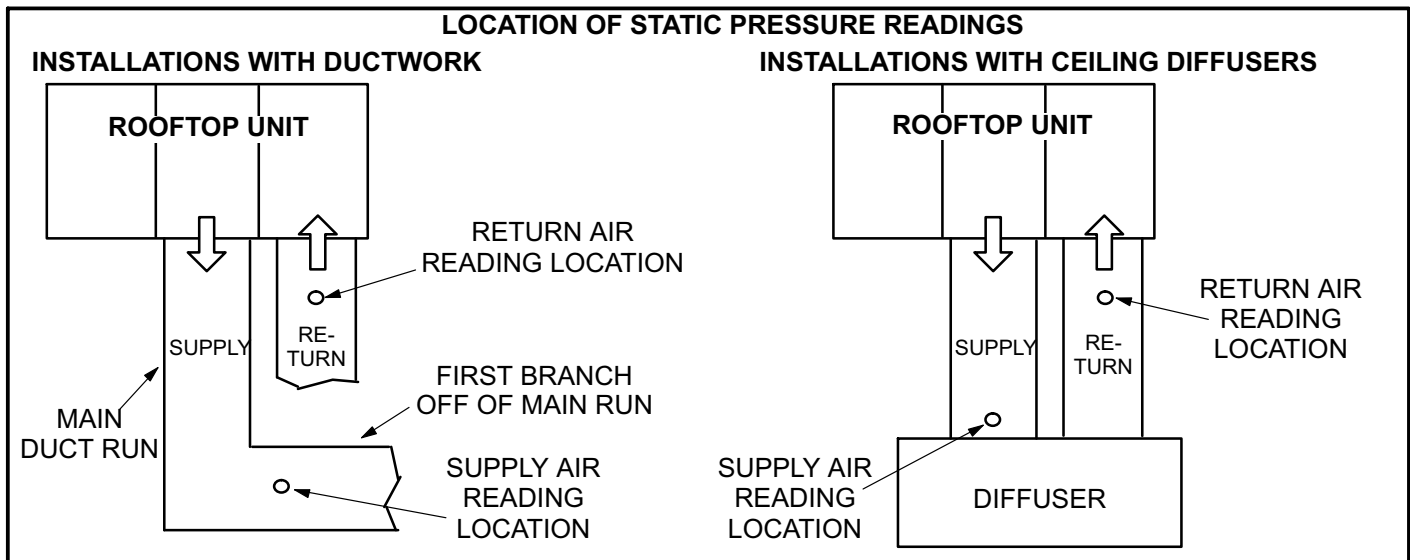 LOCATION OF STATIC PRESSURE READINGS
INSTALLATIONS WITH DUCTWORK
ROOFTOP UNIT
RETURN AIR
READING LOCATION
SUPPLY
RE-
TURN
FIRST BRANCH
OFF OF MAIN RUN
MAIN
DUCT RUN
SUPPLY AIR
READING
LOCATION
INSTALLATIONS WITH CEILING DIFFUSERS
ROOFTOP UNIT
RETURN AIR
READING
LOCATION
SUPPLY
RE-
TURN
SUPPLY AIR
READING
LOCATION
DIFFUSER